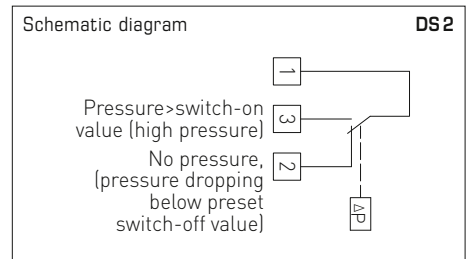 Schematic diagram DS 2
1
Pressure>switch-on
value (high pressure)
3
No pressure,
(pressure dropping
below preset
switch-off value)
2
ΔP